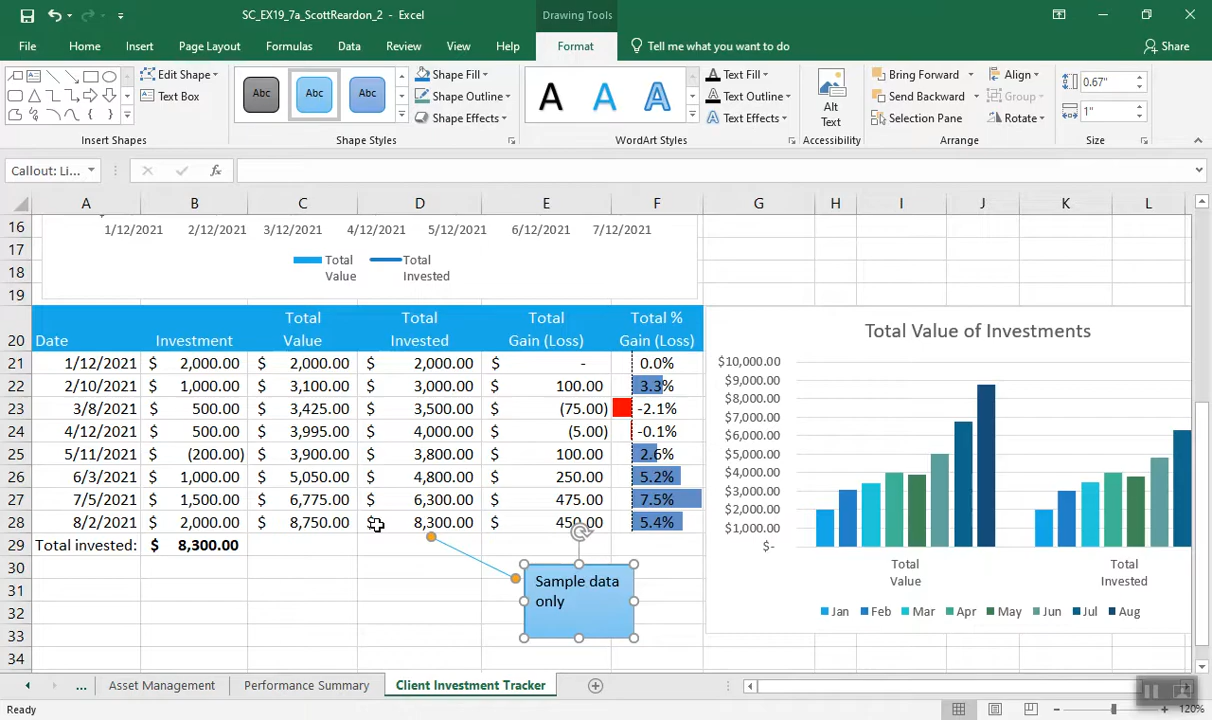 SC_EX19_7a_ScottReardon_2 - Excel
Drawing Tools
File Home Insert Page Layout Formulas Data Review View Help Format Tell me what you want to do Share
Edit Shape
Text Box
Insert Shapes
Abc Abc Abc
Shape Fill
Shape Outline
Shape Effects
Shape Styles
A A A
Text Fill
Text Outline
Text Effects
WordArt Styles
Alt
Text
Accessibility
Bring Forward
Send Backward
Selection Pane
Align
Group
Rotate
Arrange
0.67"
1"
Size
Callout: Li...
fx
A B C D E F G H I J K L
16
17
18
19
1/12/2021 2/12/2021 3/12/2021 4/12/2021 5/12/2021 6/12/2021 7/12/2021
Total
Value
Total
Invested
20 Date Investment Total Value Total Invested Total Gain (Loss) Total % Gain (Loss)
21 1/12/2021 $ 2,000.00 $ 2,000.00 $ 2,000.00 $ - 0.0%
22 2/10/2021 $ 1,000.00 $ 3,100.00 $ 3,000.00 $ 100.00 3.3%
23 3/8/2021 $ 500.00 $ 3,425.00 $ 3,500.00 $ (75.00) -2.1%
24 4/12/2021 $ 500.00 $ 3,995.00 $ 4,000.00 $ (5.00) -0.1%
25 5/11/2021 $ (200.00) $ 3,900.00 $ 3,800.00 $ 100.00 2.6%
26 6/3/2021 $ 1,000.00 $ 5,050.00 $ 4,800.00 $ 250.00 5.2%
27 7/5/2021 $ 1,500.00 $ 6,775.00 $ 6,300.00 $ 475.00 7.5%
28 8/2/2021 $ 2,000.00 $ 8,750.00 $ 8,300.00 $ 450.00 5.4%
29 Total invested: $ 8,300.00
30
31
32
33
34
Sample data
only
Total Value of Investments
$10,000.00
$9,000.00
$8,000.00
$7,000.00
$6,000.00
$5,000.00
$4,000.00
$3,000.00
$2,000.00
$1,000.00
$-
Total
Value
Total
Invested
Jan Feb Mar Apr May Jun Jul Aug
... Asset Management Performance Summary Client Investment Tracker
Ready
120%